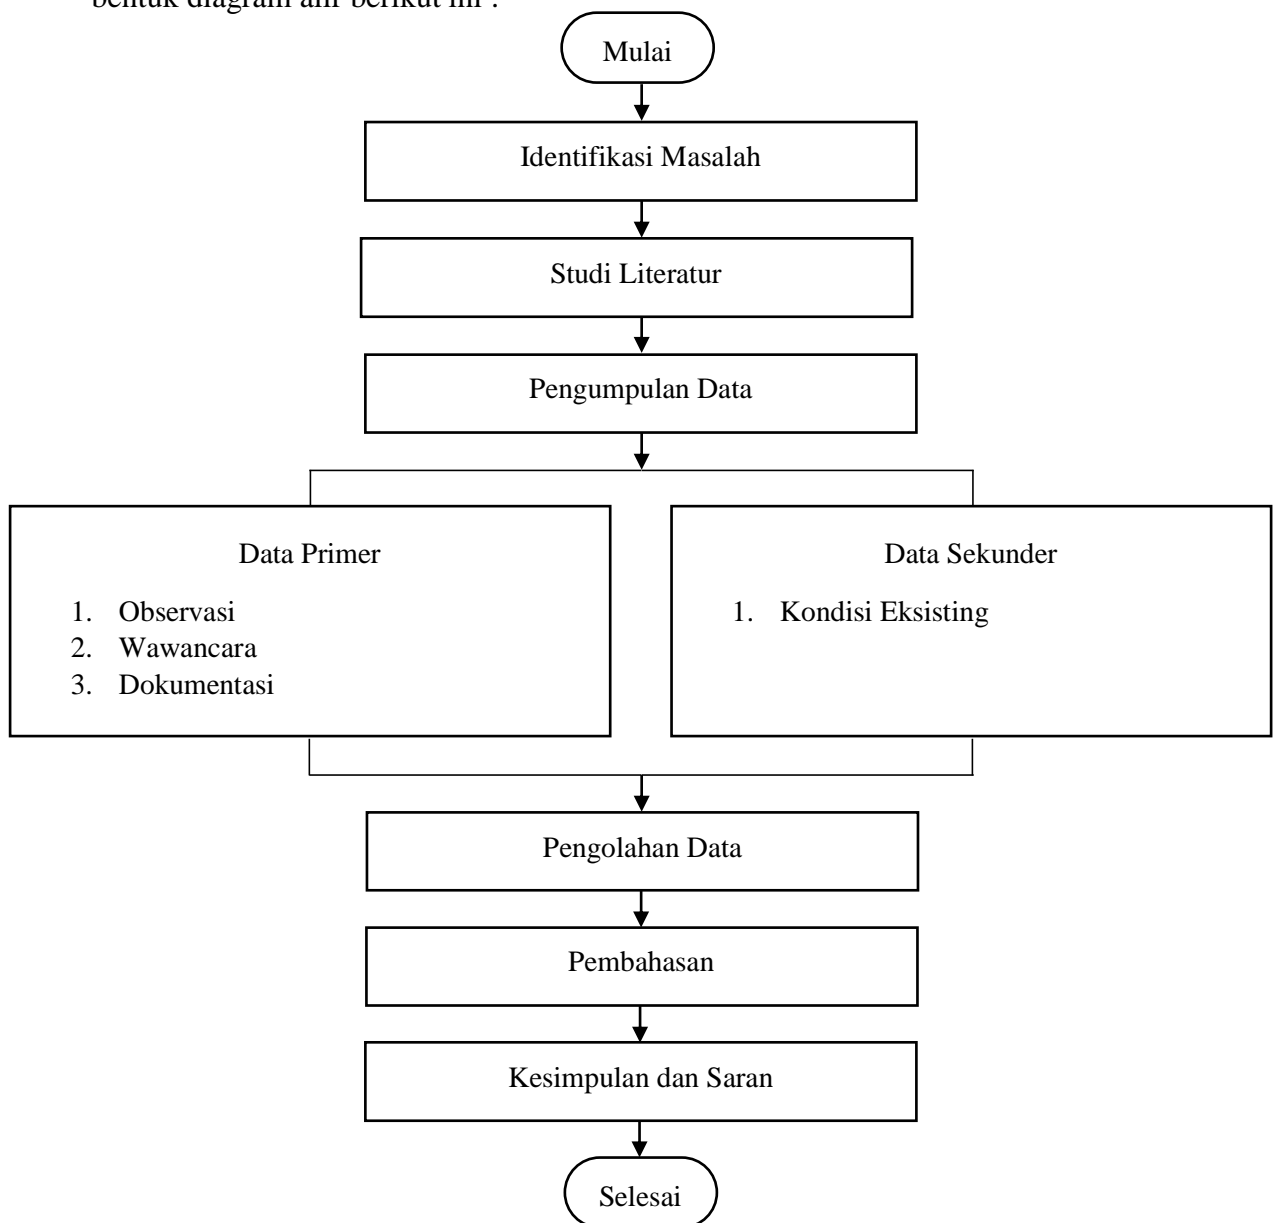 bentuk diagram alir berikut ini :
Mulai
Identifikasi Masalah
Studi Literatur
Pengumpulan Data
Data Primer
1. Observasi
2. Wawancara
3. Dokumentasi
Data Sekunder
1. Kondisi Eksisting
Pengolahan Data
Pembahasan
Kesimpulan dan Saran
Selesai